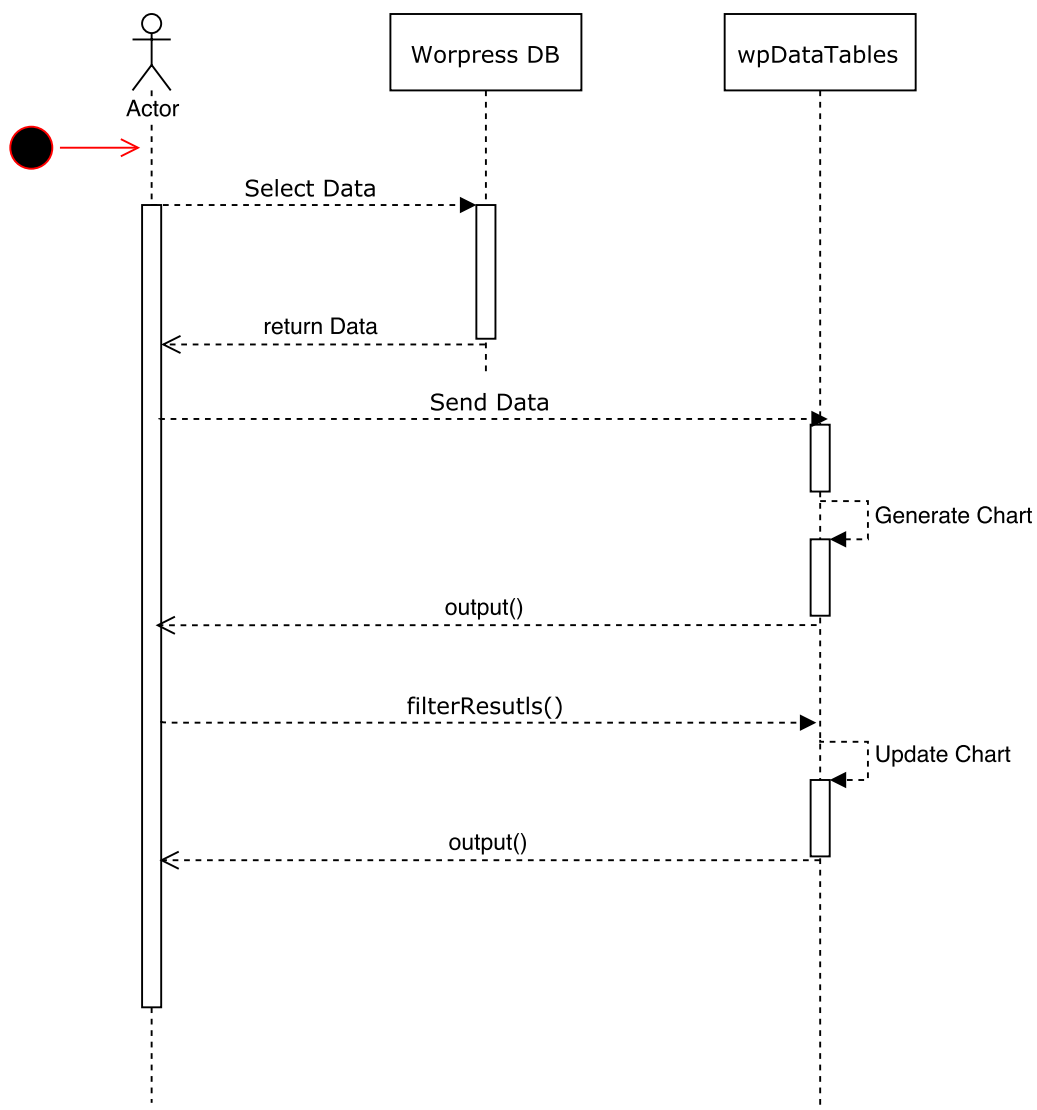 Worpress DB
wpDataTables
Actor
Select Data
return Data
Send Data
Generate Chart
output()
filterResutls()
Update Chart
output()